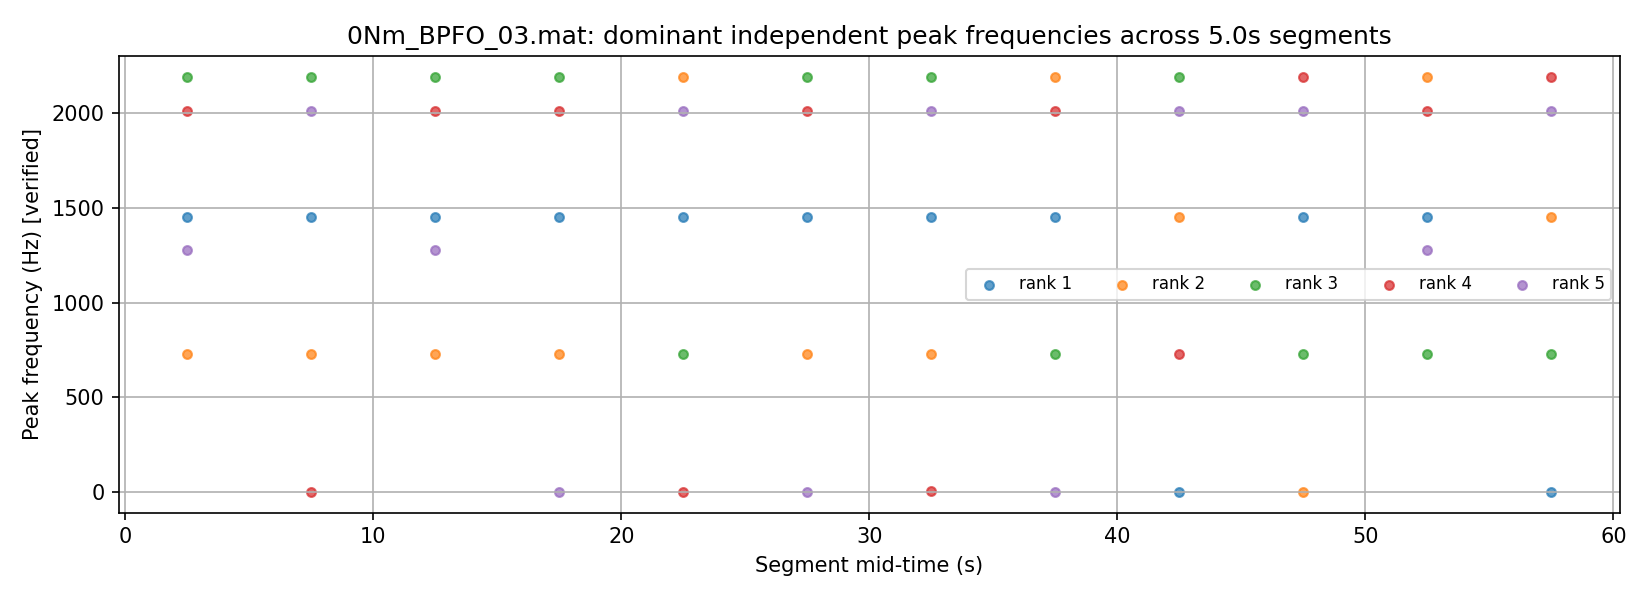 0Nm_BPFO_03.mat: dominant independent peak frequencies across 5.0s segments
Peak frequency (Hz) [verified]
2000
1500
1000
500
0
rank 1 rank 2 rank 3 rank 4 rank 5
0 10 20 30 40 50 60
Segment mid-time (s)